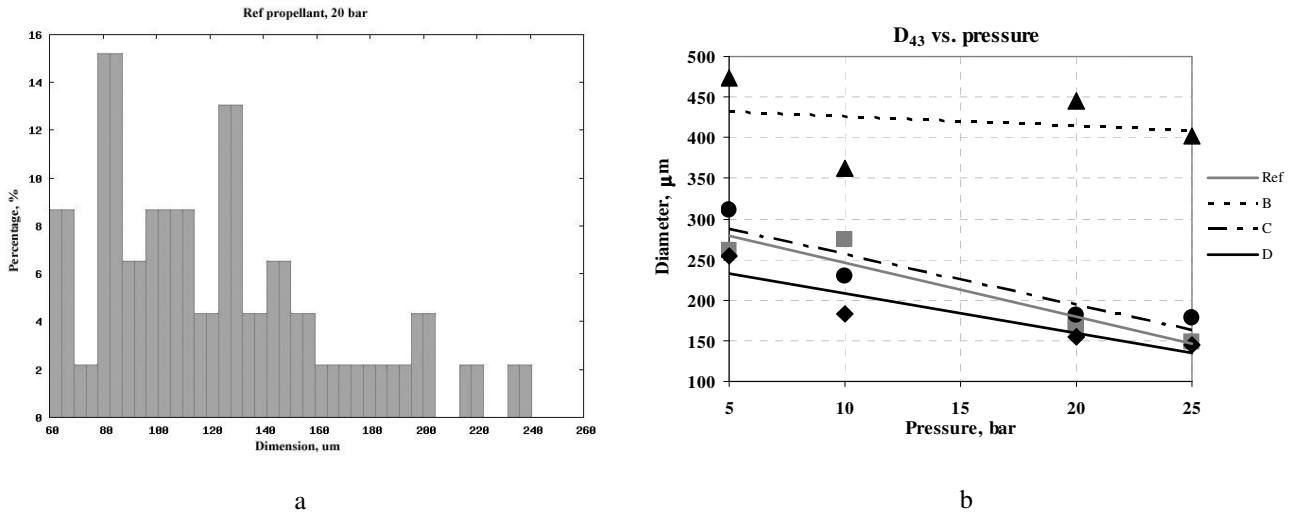 Ref propellant, 20 bar
16
14
12
10
8
6
4
2
0
Percentage, %
60 80 100 120 140 160 180 200 220 240 260
Dimension, um
a
D43 vs. pressure
500
450
400
350
300
250
200
150
100
Diameter, μm
5 10 15 20 25
Pressure, bar
Ref
B
C
D
b